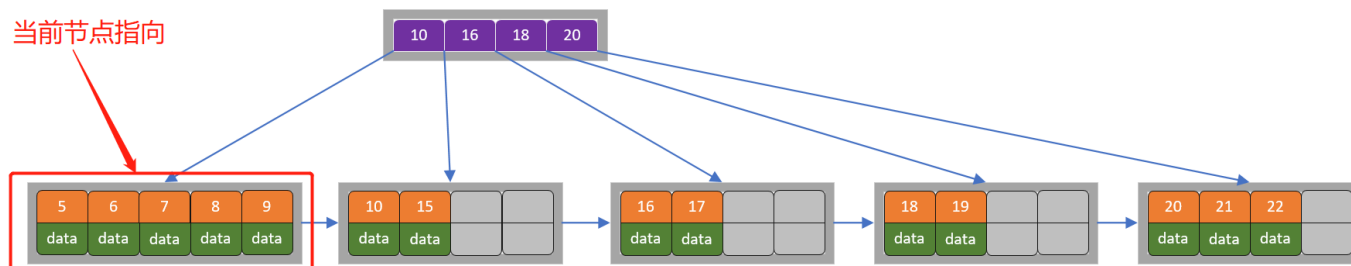 当前节点指向
10 16 18 20
5 6 7 8 9
data data data data data
10 15
data data
16 17
data data
18 19
data data
20 21 22
data data data